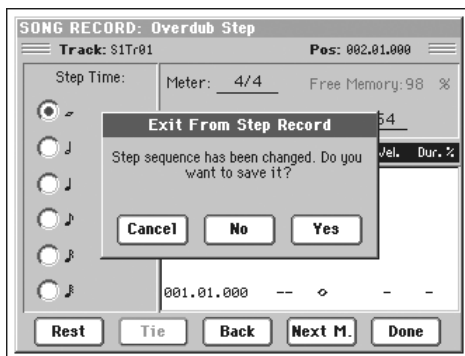 SONG RECORD: Overdub Step
Track: S1Tr01 Pos: 002.01.000
Step Time:
Meter: 4/4 Free Memory: 98 %
Exit From Step Record
Vel. Dur. %
Step sequence has been changed. Do you
want to save it?
Cancel No Yes
001.01.000 -- - -
Rest Tie Back Next M. Done